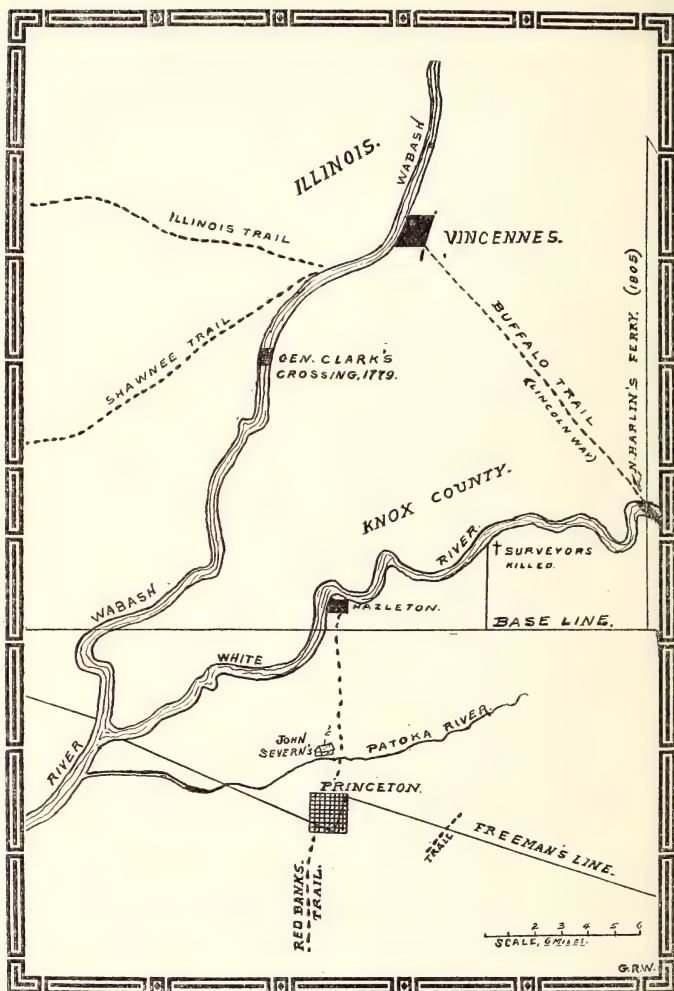 ILLINOIS.
WABASH
ILLINOIS TRAIL
VINCENNES.
SHAWNEE TRAIL
GEN. CLARK'S
CROSSING, 1779.
BUFFALO TRAIL
(LINCOLN WAY)
N. HARLIN'S FERRY. (1805)
KNOX COUNTY.
RIVER.
† SURVEYORS
KILLED.
WABASH
HAZLETON.
BASE LINE.
WHITE
RIVER
JOHN
SEVERN'S
PATOKA RIVER.
PRINCETON.
TRAIL
FREEMAN'S LINE.
RED BANKS.
TRAIL.
2 3 4 5 6
SCALE, 6 MILES.
G.R.W.